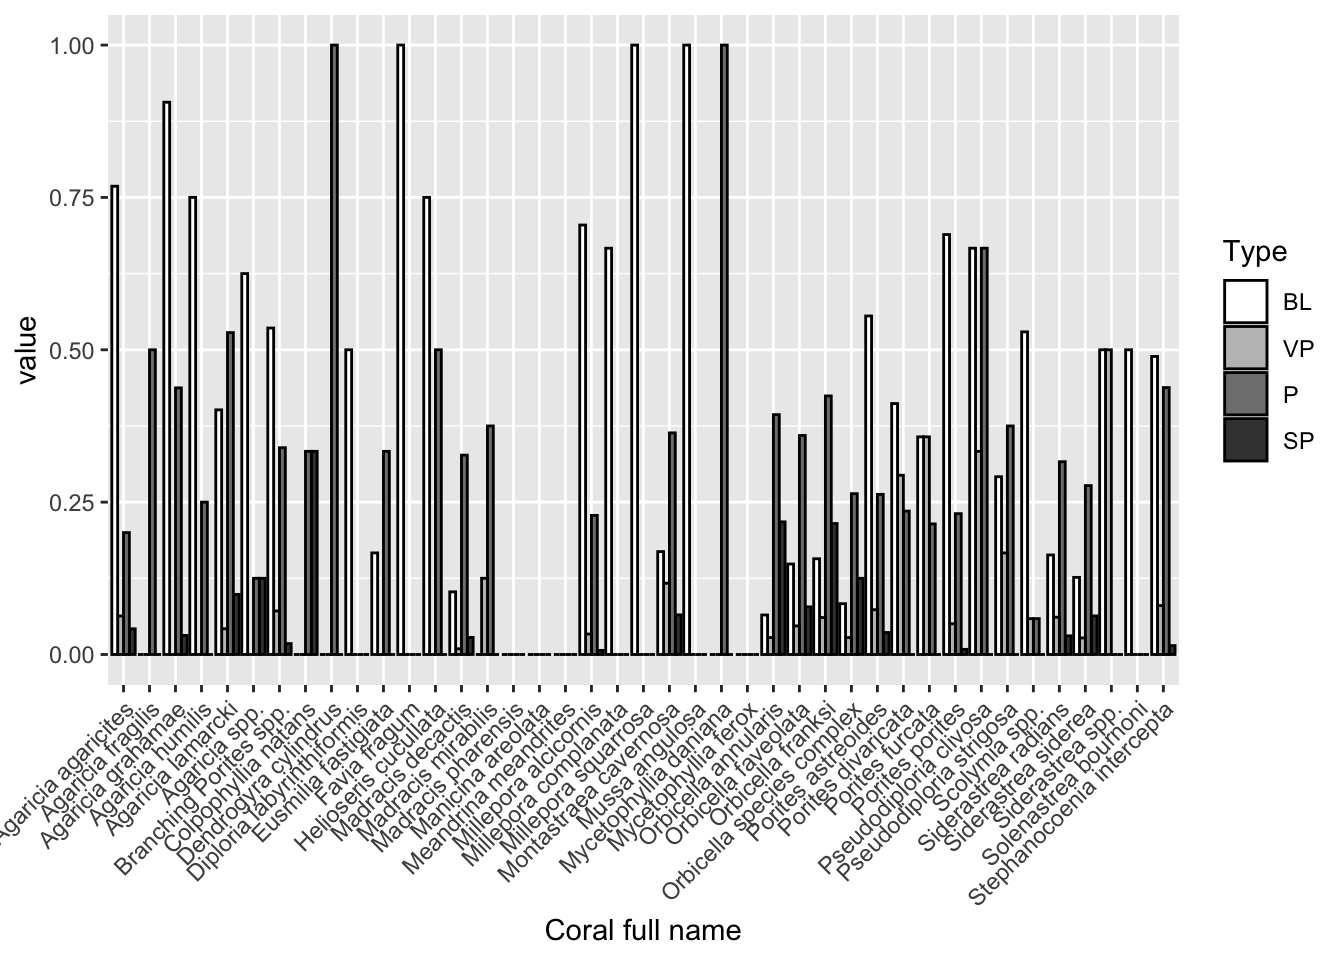 1.00
0.75
0.50
0.25
0.00
value
Agaricia agaricites
Agaricia fragilis
Agaricia grahamae
Agaricia humilis
Agaricia lamarcki
Agaricia spp.
Branching Porites spp.
Colpophyllia natans
Dendrogyra cylindrus
Diploria labyrinthiformis
Eusmilia fastigiata
Favia fragum
Helioseris cucullata
Madracis decactis
Madracis mirabilis
Madracis pharensis
Manicina areolata
Meandrina meandrites
Millepora alcicornis
Millepora complanata
Millepora squarrosa
Montastraea cavernosa
Mussa angulosa
Mycetophyllia damiana
Mycetophyllia ferox
Orbicella annularis
Orbicella faveolata
Orbicella franksi
Orbicella species complex
Porites astreoides
Porites divaricata
Porites furcata
Porites porites
Pseudodiploria clivosa
Pseudodiploria strigosa
Scolymia spp.
Siderastrea radians
Siderastrea siderea
Siderastrea spp.
Solenastrea bournoni
Stephanocoenia intercepta
Coral full name
Type
BL
VP
P
SP